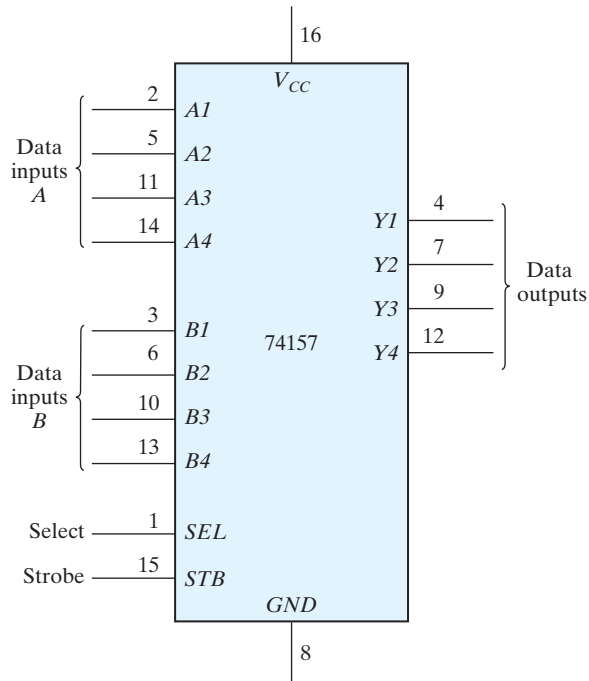 16
V_CC
2
A1
5
A2
Data
inputs
A
11
A3
14
A4
4
Y1
7
Y2
9
Y3
12
Y4
Data
outputs
74157
3
B1
6
B2
Data
inputs
B
10
B3
13
B4
Select
1
SEL
Strobe
15
STB
GND
8